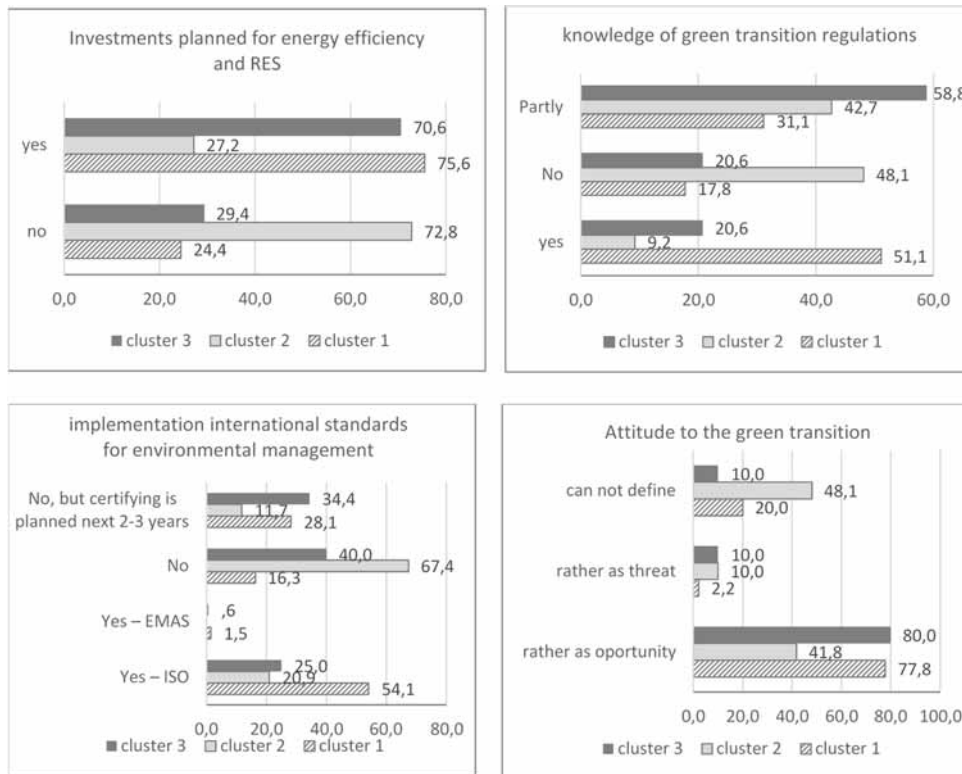 Investments planned for energy efficiency
and RES
yes
70,6
27,2
75,6
no
29,4
72,8
24,4
0,0 20,0 40,0 60,0 80,0
cluster 3 cluster 2 cluster 1
knowledge of green transition regulations
Partly
58,8
42,7
31,1
No
20,6
48,1
17,8
yes
20,6
9,2
51,1
0,0 20,0 40,0 60,0
cluster 3 cluster 2 cluster 1
implementation international standards
for environmental management
No, but certifying is
planned next 2-3 years
34,4
11,7
28,1
No
40,0
67,4
16,3
Yes – EMAS
,6
1,5
Yes – ISO
25,0
20,9
54,1
0,0 20,0 40,0 60,0 80,0
cluster 3 cluster 2 cluster 1
Attitude to the green transition
can not define
10,0
48,1
20,0
rather as threat
10,0
10,0
2,2
rather as oportunity
80,0
41,8
77,8
0,0 20,0 40,0 60,0 80,0 100,0
cluster 3 cluster 2 cluster 1